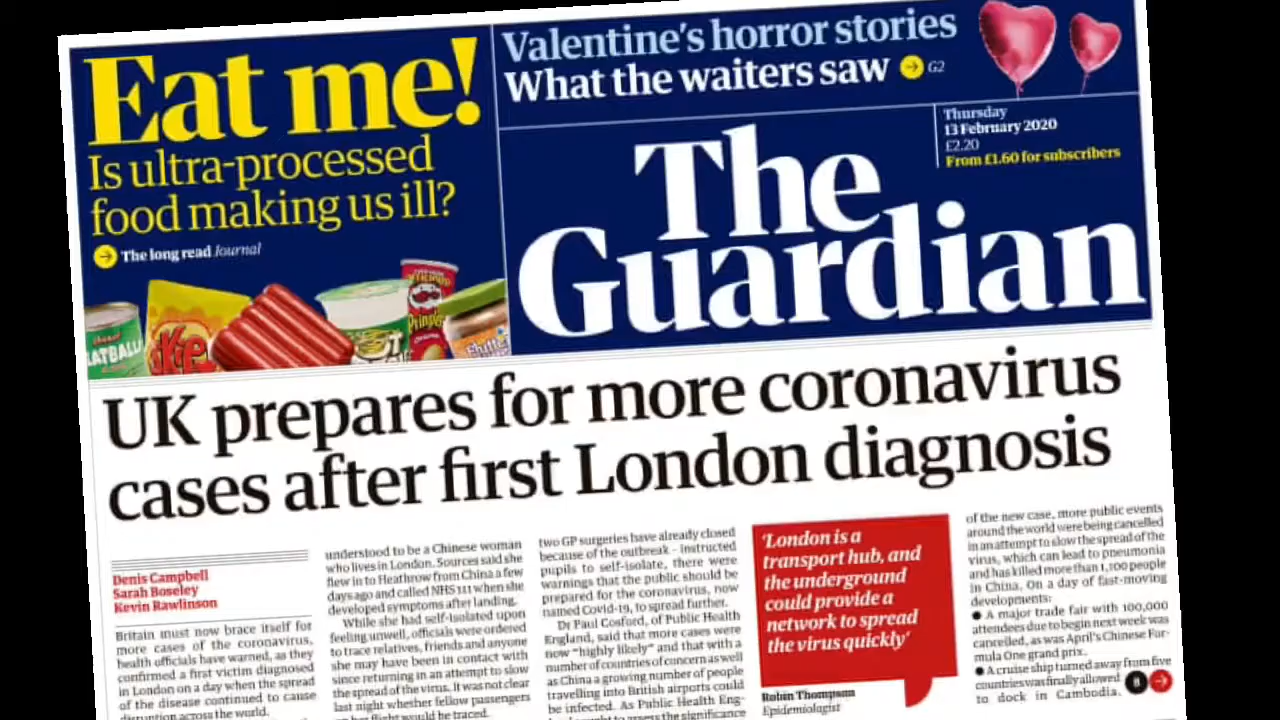 Eat me!
Is ultra-processed
food making us ill?
The long read Journal
Valentine's horror stories
What the waiters saw
G2
Thursday
13 February 2020
£2.20
From £1.60 for subscribers
The
Guardian
UK prepares for more coronavirus
cases after first London diagnosis
Denis Campbell
Sarah Boseley
Kevin Rawlinson
Britain must now brace itself for
more cases of the coronavirus,
health officials have warned, as they
confirmed a first victim diagnosed
in London on a day when the spread
of the disease continued to cause
disruption across the world.
understood to be a Chinese woman
who lives in London. Sources said she
flew in to Heathrow from China a few
days ago and called NHS 111 when she
developed symptoms after landing.
While she had self-isolated upon
feeling unwell, officials were ordered
to trace relatives, friends and anyone
she may have been in contact with
since returning in an attempt to slow
the spread of the virus. It was not clear
last night whether fellow passengers
on her flight would be traced.
two GP surgeries have already closed
because of the outbreak – instructed
pupils to self-isolate, there were
warnings that the public should be
prepared for the coronavirus, now
named Covid-19, to spread further.
Dr Paul Cosford, of Public Health
England, said that more cases were
now "highly likely" and that with a
number of countries of concern as well
as China a growing number of people
travelling into British airports could
be infected. As Public Health Eng-
sought to assess the significance
'London is a
transport hub, and
the underground
could provide a
network to spread
the virus quickly'
Robin Thompson
Epidemiologist
of the new case, more public events
around the world were being cancelled
in an attempt to slow the spread of the
virus, which can lead to pneumonia
and has killed more than 1,100 people
in China. On a day of fast-moving
developments:
● A major trade fair with 100,000
attendees due to begin next week was
cancelled, as was April's Chinese For-
mula One grand prix.
● A cruise ship turned away from five
countries was finally allowed
to dock in Cambodia.
8